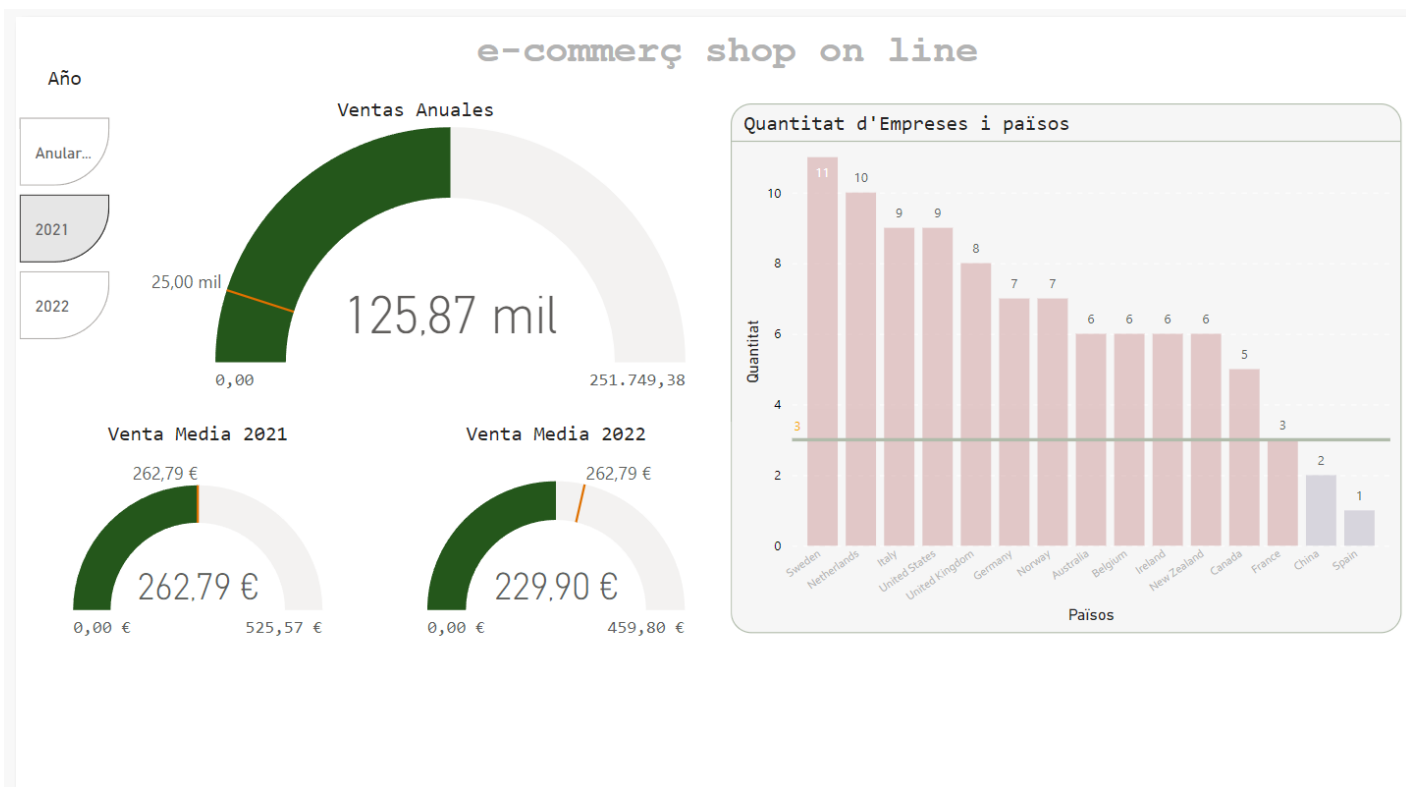 e-commerç shop on line
Año
Anular...
2021
2022
Ventas Anuales
25,00 mil
125,87 mil
0,00
251.749,38
Venta Media 2021
262,79 €
262,79 €
0,00 €
525,57 €
Venta Media 2022
262,79 €
229,90 €
0,00 €
459,80 €
Quantitat d'Empreses i països
Quantitat
10
8
6
4
2
0
3
11
10
9
9
8
7
7
6
6
6
6
5
3
2
1
Sweden
Netherlands
Italy
United States
United Kingdom
Germany
Norway
Australia
Belgium
Ireland
New Zealand
Canada
France
China
Spain
Països